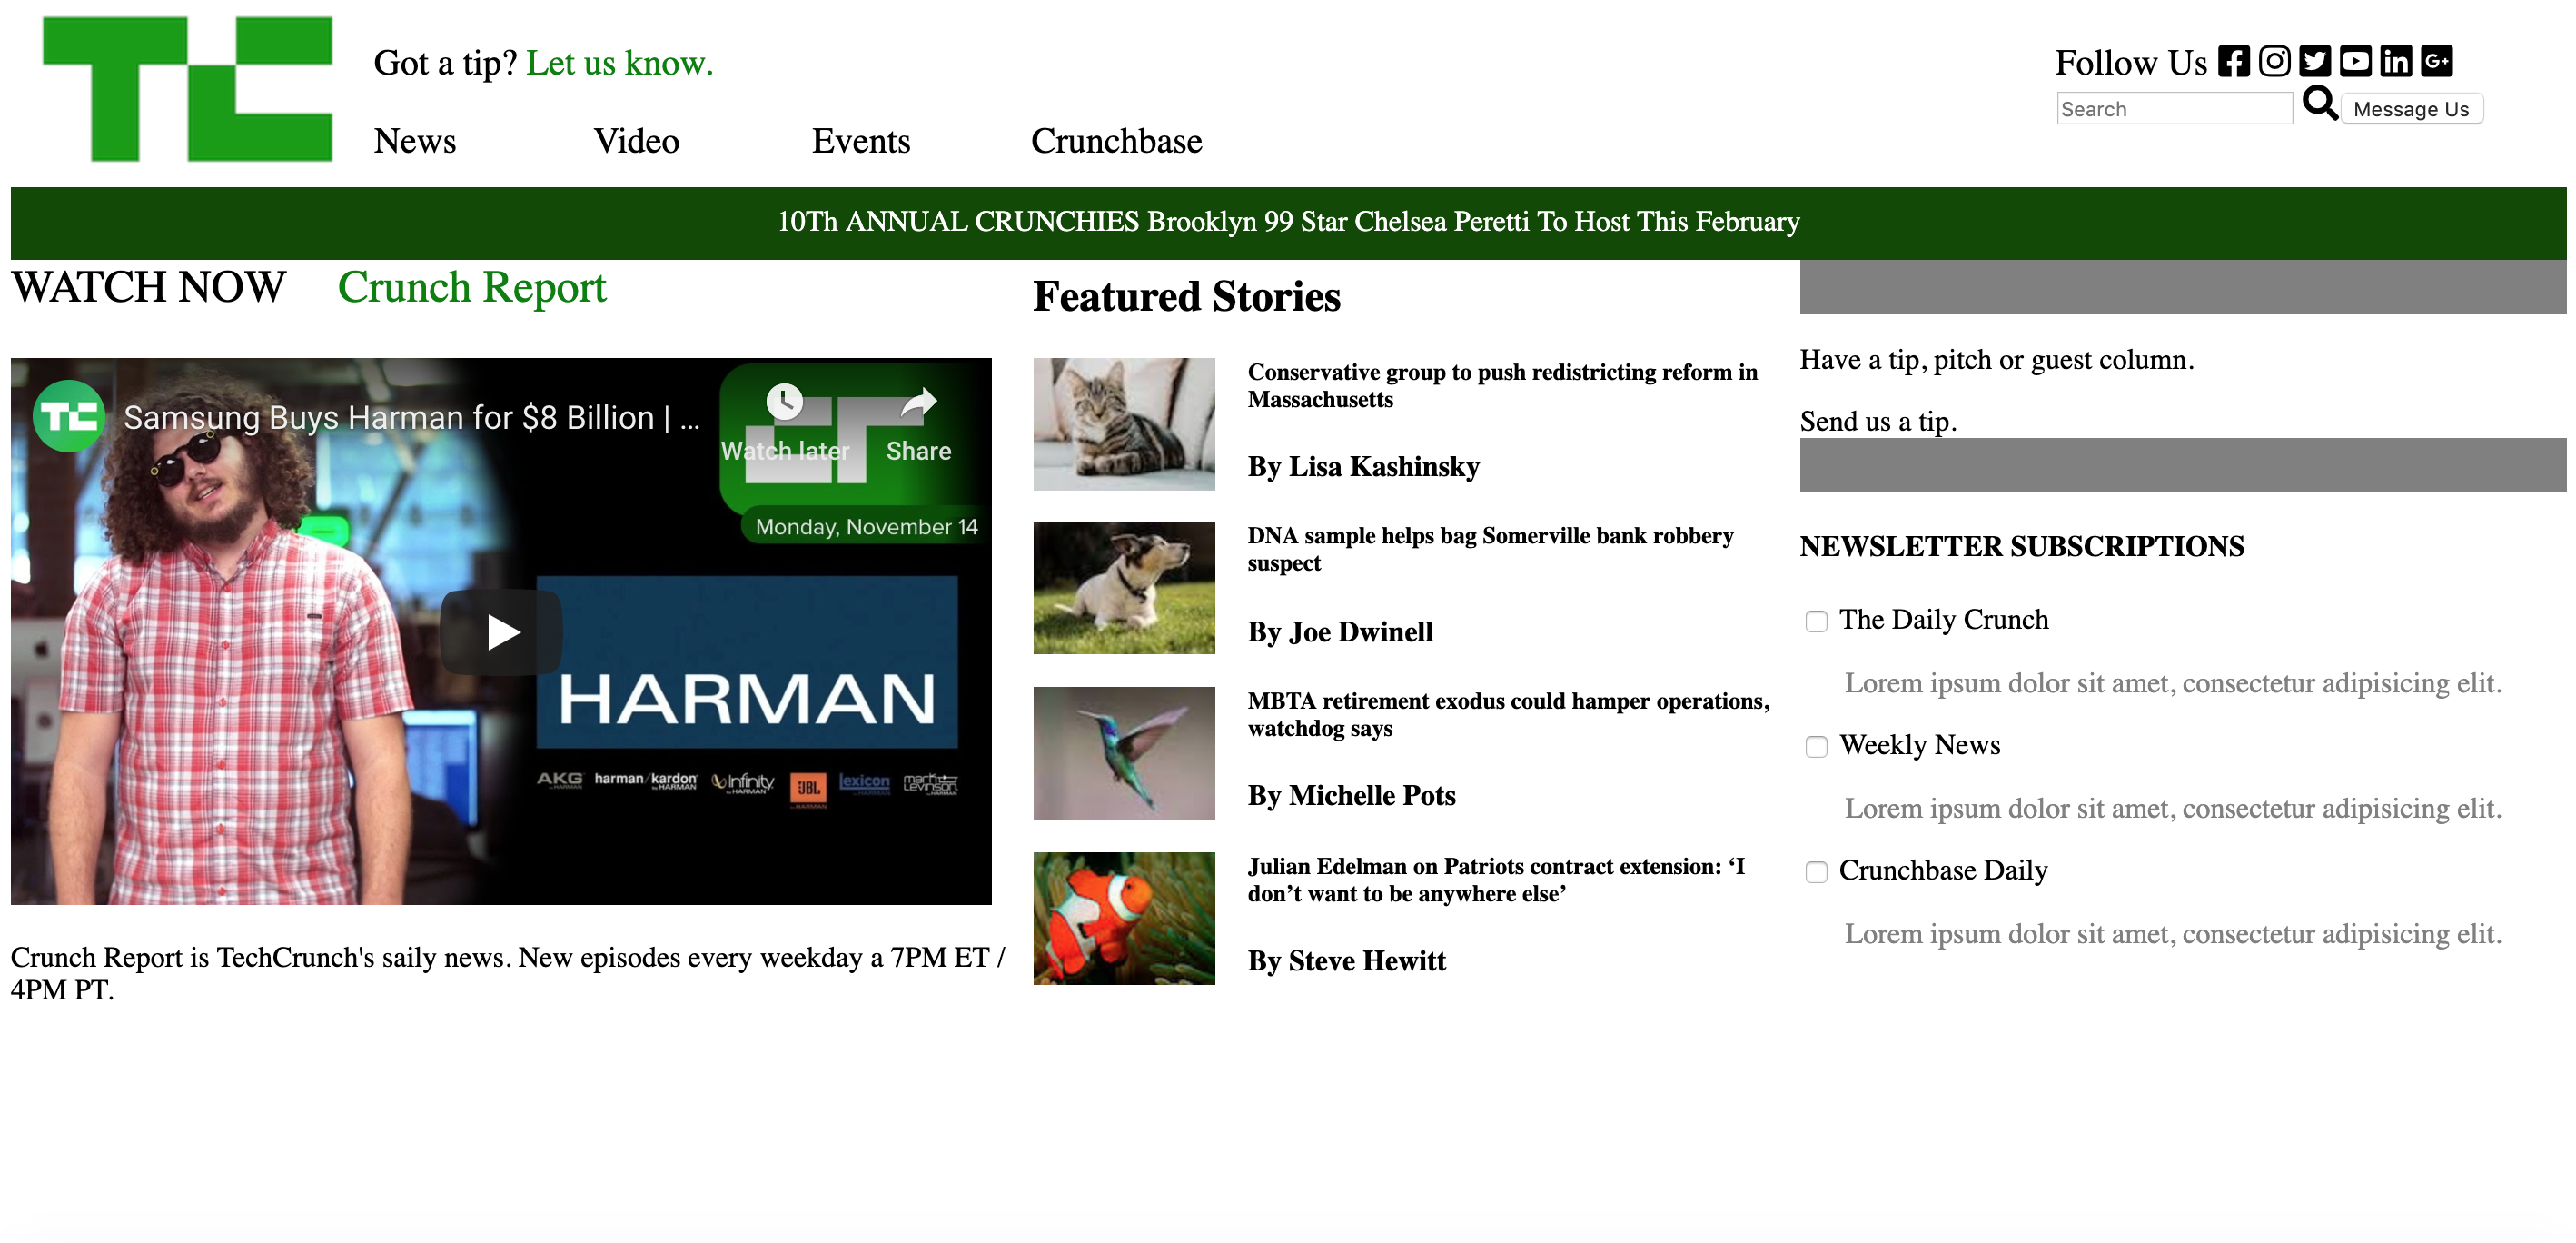 TC
Got a tip? Let us know.
News Video Events Crunchbase
Follow Us
Search Message Us
10Th ANNUAL CRUNCHIES Brooklyn 99 Star Chelsea Peretti To Host This February
WATCH NOW Crunch Report
TC Samsung Buys Harman for $8 Billion | ...
Watch later Share
Monday, November 14
HARMAN
AKG harman/kardon Infinity JBL lexicon mark Levinson
by HARMAN
Crunch Report is TechCrunch's saily news. New episodes every weekday a 7PM ET /
4PM PT.
Featured Stories
Conservative group to push redistricting reform in
Massachusetts
By Lisa Kashinsky
DNA sample helps bag Somerville bank robbery
suspect
By Joe Dwinell
MBTA retirement exodus could hamper operations,
watchdog says
By Michelle Pots
Julian Edelman on Patriots contract extension: ‘I
don’t want to be anywhere else’
By Steve Hewitt
Have a tip, pitch or guest column.
Send us a tip.
NEWSLETTER SUBSCRIPTIONS
The Daily Crunch
Lorem ipsum dolor sit amet, consectetur adipisicing elit.
Weekly News
Lorem ipsum dolor sit amet, consectetur adipisicing elit.
Crunchbase Daily
Lorem ipsum dolor sit amet, consectetur adipisicing elit.